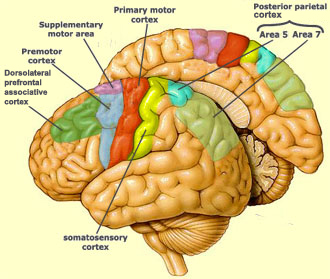 Primary motor
cortex
Posterior parietal
cortex
Supplementary
motor area
Area 5 Area 7
Premotor
cortex
Dorsolateral
prefrontal
associative
cortex
somatosensory
cortex